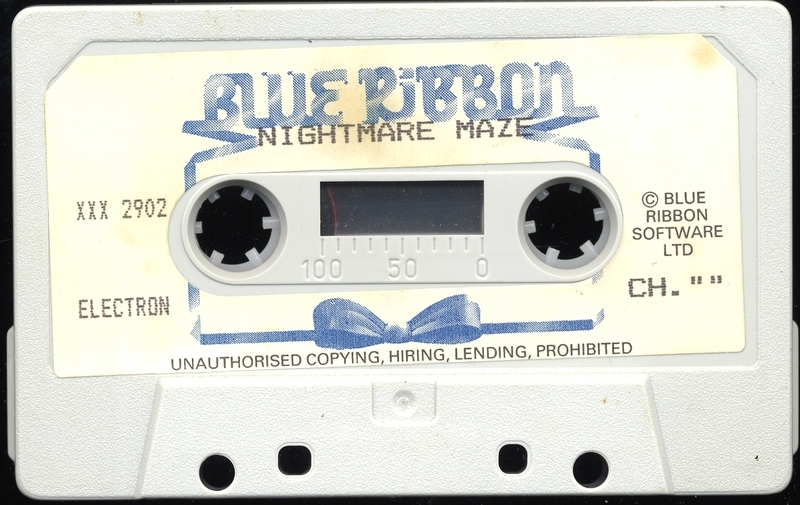 BLUE RiBBON
NIGHTMARE MAZE
XXX 2902
© BLUE
RIBBON
SOFTWARE
LTD
100 50 0
CH. ""
ELECTRON
UNAUTHORISED COPYING, HIRING, LENDING, PROHIBITED